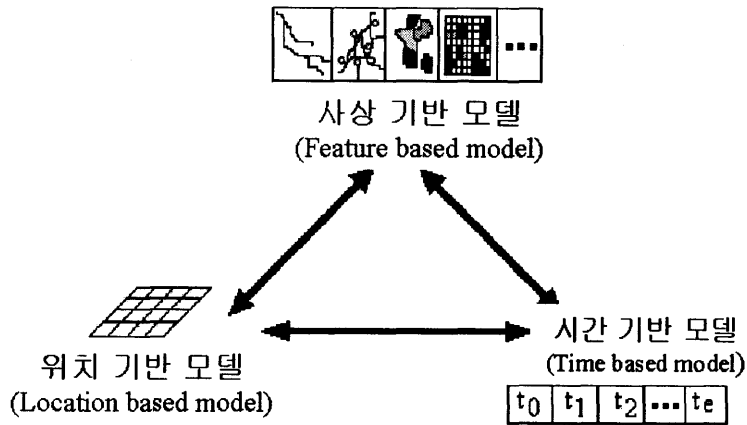 사상 기반 모델
(Feature based model)
위치 기반 모델
(Location based model)
시간 기반 모델
(Time based model)
t0 t1 t2 ... te